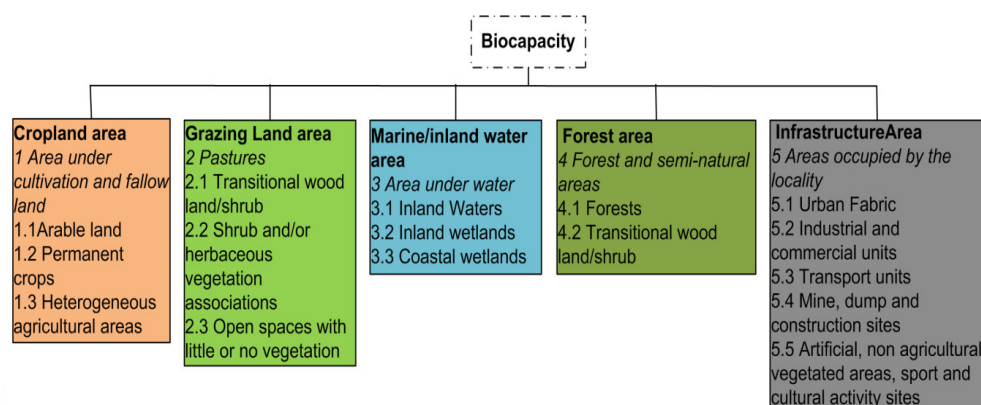 Biocapacity
Cropland area
1 Area under
cultivation and fallow
land
1.1Arable land
1.2 Permanent
crops
1.3 Heterogeneous
agricultural areas
Grazing Land area
2 Pastures
2.1 Transitional wood
land/shrub
2.2 Shrub and/or
herbaceous
vegetation
associations
2.3 Open spaces with
little or no vegetation
Marine/inland water
area
3 Area under water
3.1 Inland Waters
3.2 Inland wetlands
3.3 Coastal wetlands
Forest area
4 Forest and semi-natural
areas
4.1 Forests
4.2 Transitional wood
land/shrub
InfrastructureArea
5 Areas occupied by the
locality
5.1 Urban Fabric
5.2 Industrial and
commercial units
5.3 Transport units
5.4 Mine, dump and
construction sites
5.5 Artificial, non agricultural
vegetated areas, sport and
cultural activity sites